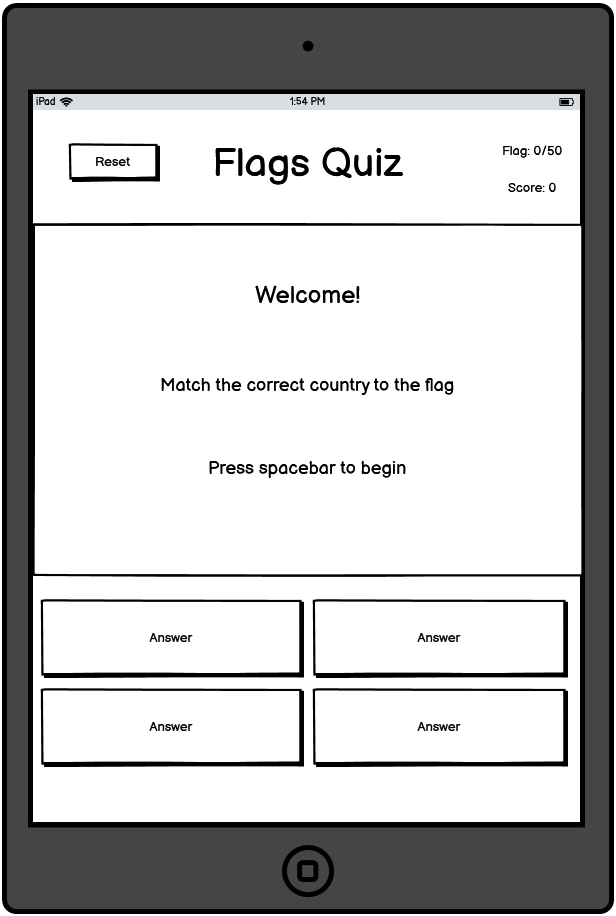 iPad
1:54 PM
Reset
Flags Quiz
Flag: 0/50
Score: 0
Welcome!
Match the correct country to the flag
Press spacebar to begin
Answer
Answer
Answer
Answer